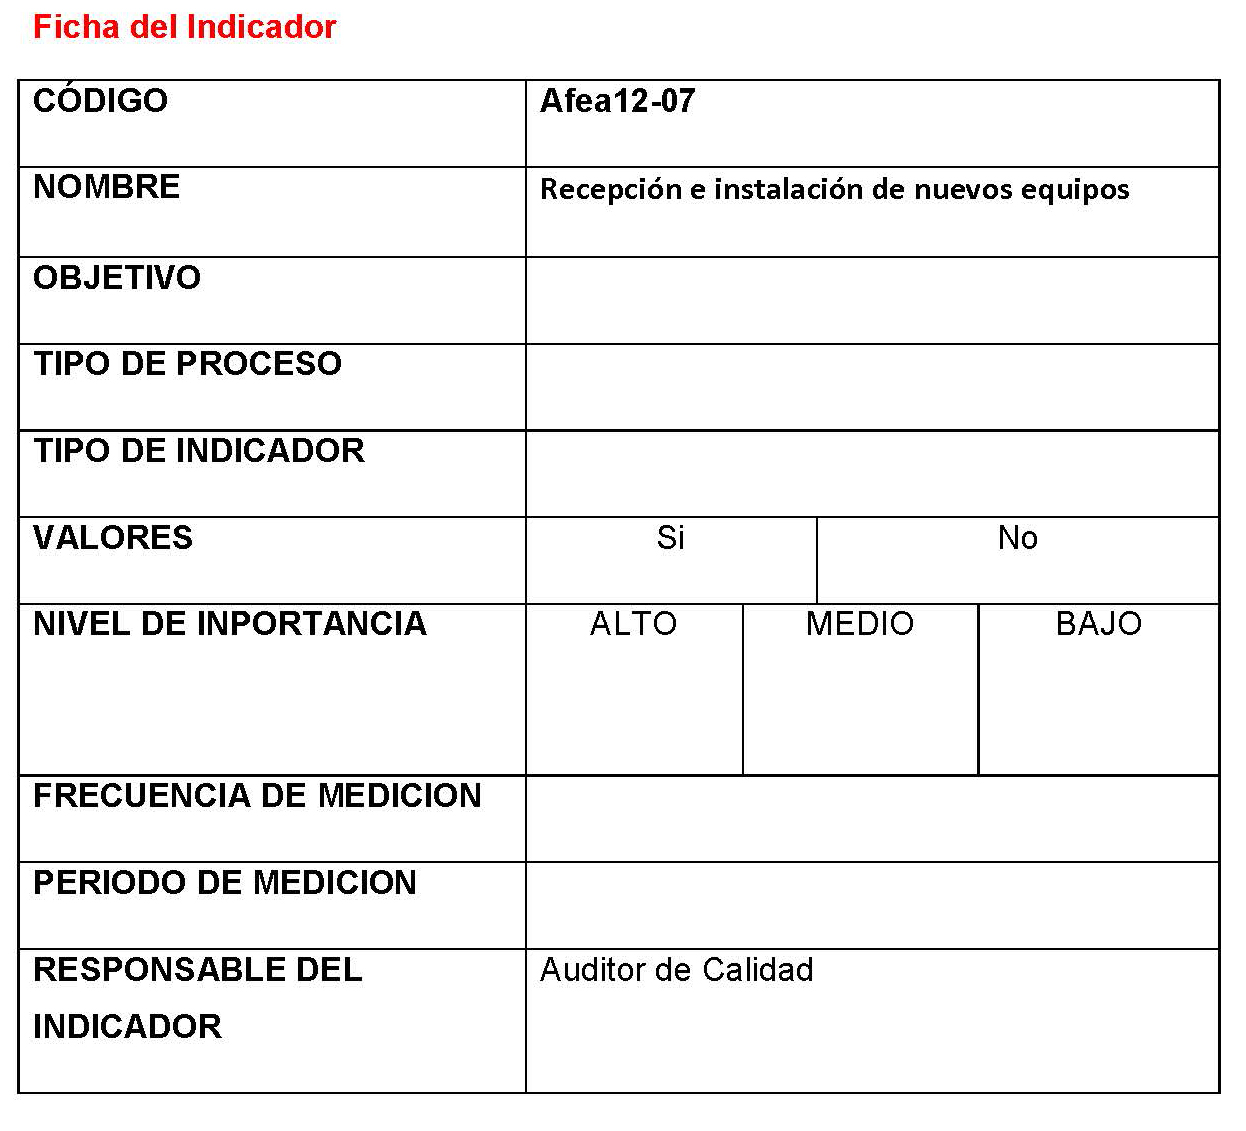 Ficha del Indicador
CÓDIGO Afea12-07
NOMBRE Recepción e instalación de nuevos equipos
OBJETIVO
TIPO DE PROCESO
TIPO DE INDICADOR
VALORES Si No
NIVEL DE INPORTANCIA ALTO MEDIO BAJO
FRECUENCIA DE MEDICION
PERIODO DE MEDICION
RESPONSABLE DEL Auditor de Calidad
INDICADOR